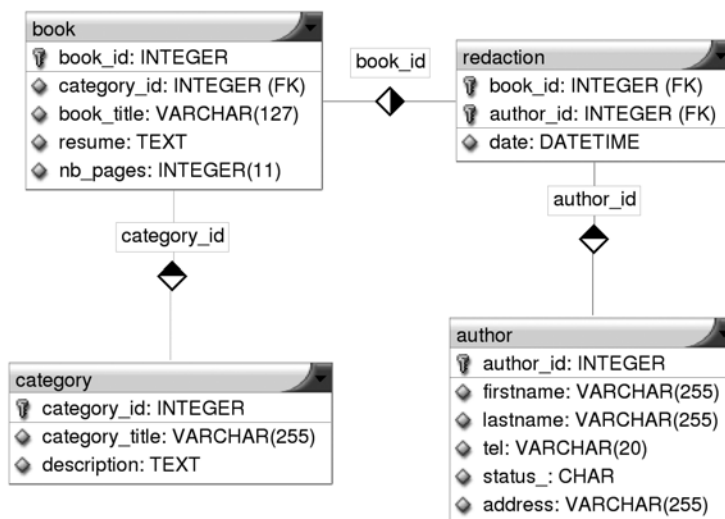 book
book_id: INTEGER
category_id: INTEGER (FK)
book_title: VARCHAR(127)
resume: TEXT
nb_pages: INTEGER(11)
book_id
redaction
book_id: INTEGER (FK)
author_id: INTEGER (FK)
date: DATETIME
category_id
author_id
category
category_id: INTEGER
category_title: VARCHAR(255)
description: TEXT
author
author_id: INTEGER
firstname: VARCHAR(255)
lastname: VARCHAR(255)
tel: VARCHAR(20)
status_: CHAR
address: VARCHAR(255)